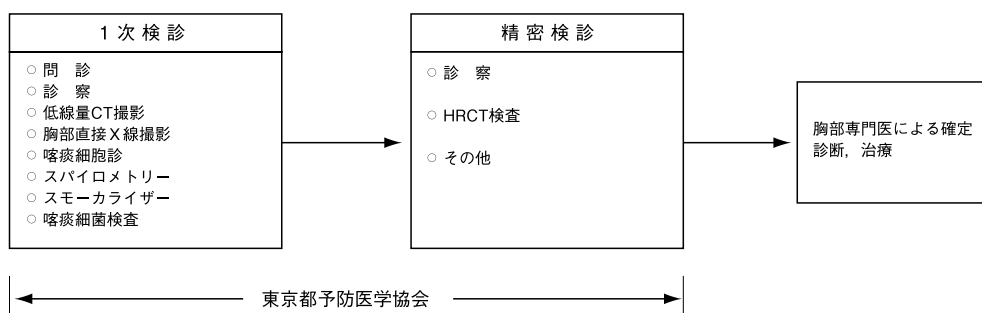 1次検診
○ 問　診
○ 診　察
○ 低線量CT撮影
○ 胸部直接X線撮影
○ 喀痰細胞診
○ スパイロメトリー
○ スモーカライザー
○ 喀痰細菌検査
精密検診
○ 診　察
○ HRCT検査
○ その他
胸部専門医による確定
診断，治療
東京都予防医学協会